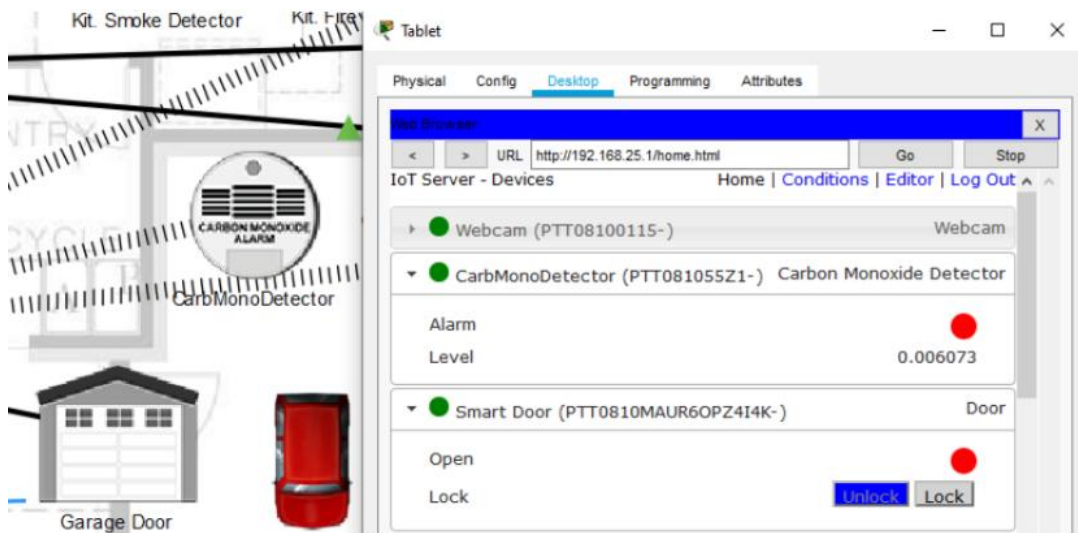 Kit. Smoke Detector
Kit. Fire
CARBON MONOXIDE
ALARM
CarbMonoDetector
Garage Door
Tablet
Physical Config Desktop Programming Attributes
Web Browser X
< > URL http://192.168.25.1/home.html Go Stop
IoT Server - Devices Home | Conditions | Editor | Log Out
Webcam (PTT08100115-) Webcam
CarbMonoDetector (PTT081055Z1-) Carbon Monoxide Detector
Alarm
Level 0.006073
Smart Door (PTT0810MAUR6OPZ4I4K-) Door
Open
Lock Unlock Lock